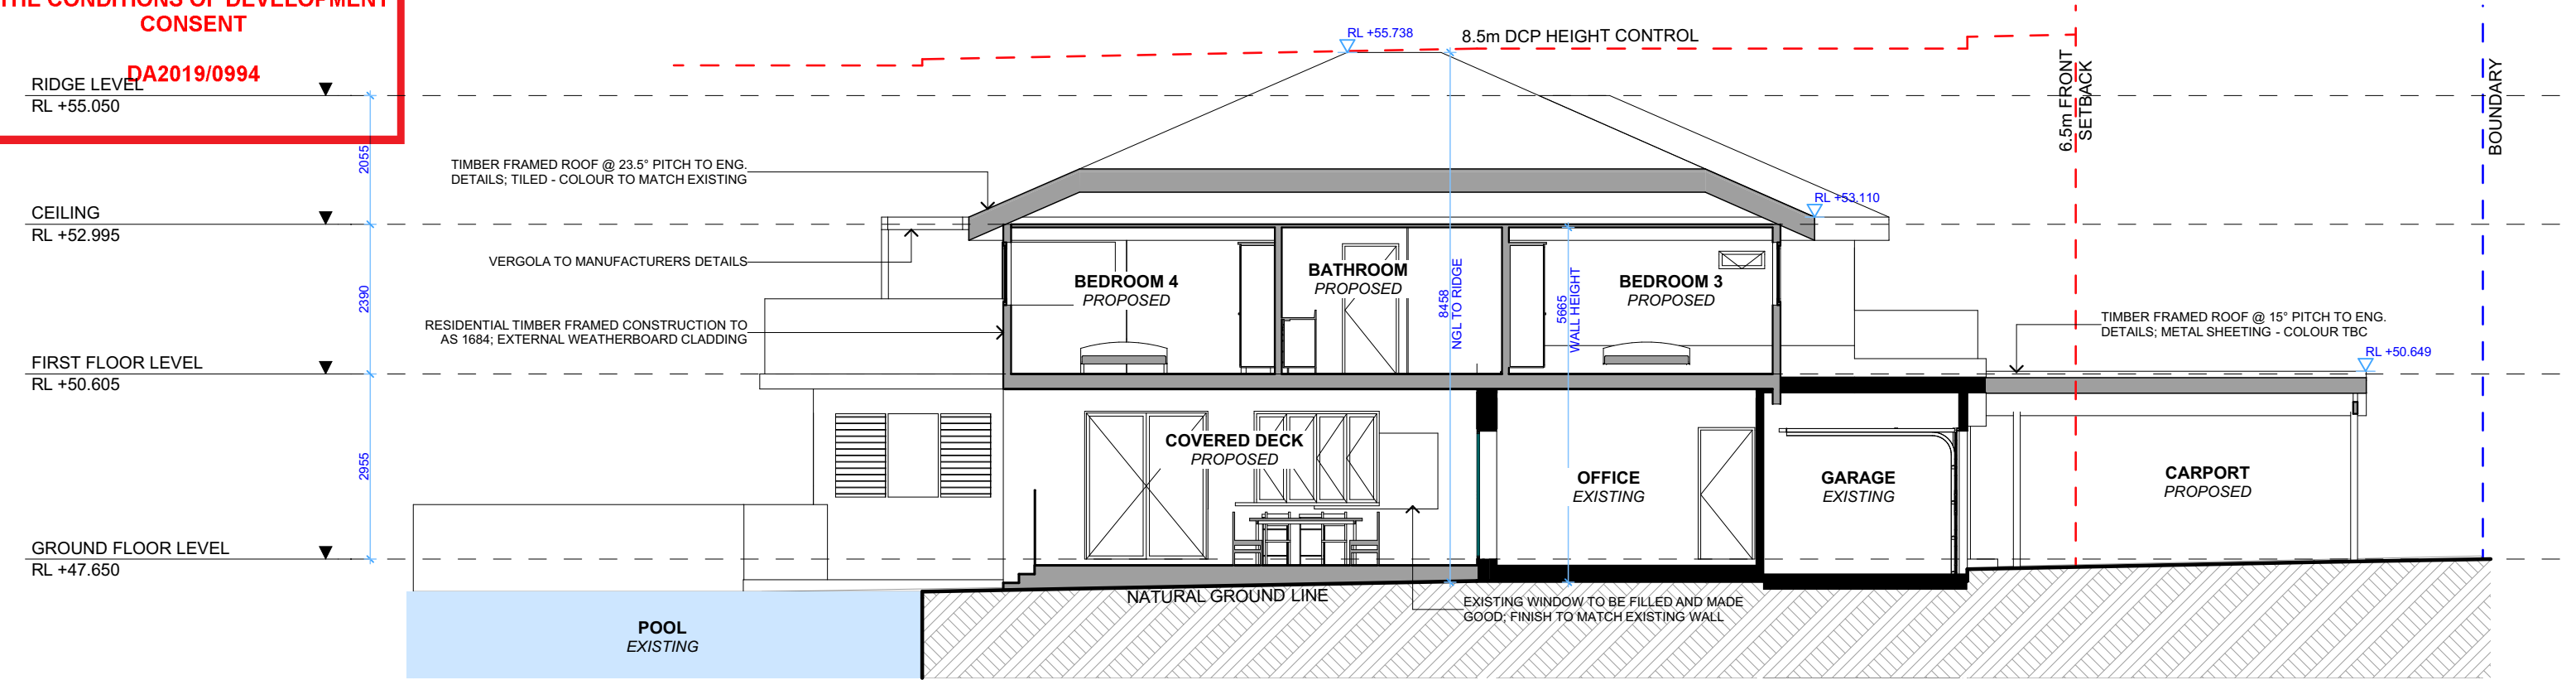 THE CONDITIONS OF DEVELOPMENT
CONSENT
DA2019/0994
RIDGE LEVEL
RL +55.050
CEILING
RL +52.995
FIRST FLOOR LEVEL
RL +50.605
GROUND FLOOR LEVEL
RL +47.650
2055
2390
2955
TIMBER FRAMED ROOF @ 23.5° PITCH TO ENG.
DETAILS; TILED - COLOUR TO MATCH EXISTING
VERGOLA TO MANUFACTURERS DETAILS
RESIDENTIAL TIMBER FRAMED CONSTRUCTION TO
AS 1684; EXTERNAL WEATHERBOARD CLADDING
RL +55.738
8.5m DCP HEIGHT CONTROL
RL +53.110
BEDROOM 4
PROPOSED
BATHROOM
PROPOSED
BEDROOM 3
PROPOSED
8458
NGL TO RIDGE
5665
WALL HEIGHT
COVERED DECK
PROPOSED
OFFICE
EXISTING
GARAGE
EXISTING
CARPORT
PROPOSED
6.5m FRONT
SETBACK
BOUNDARY
TIMBER FRAMED ROOF @ 15° PITCH TO ENG.
DETAILS; METAL SHEETING - COLOUR TBC
RL +50.649
NATURAL GROUND LINE
EXISTING WINDOW TO BE FILLED AND MADE
GOOD; FINISH TO MATCH EXISTING WALL
POOL
EXISTING